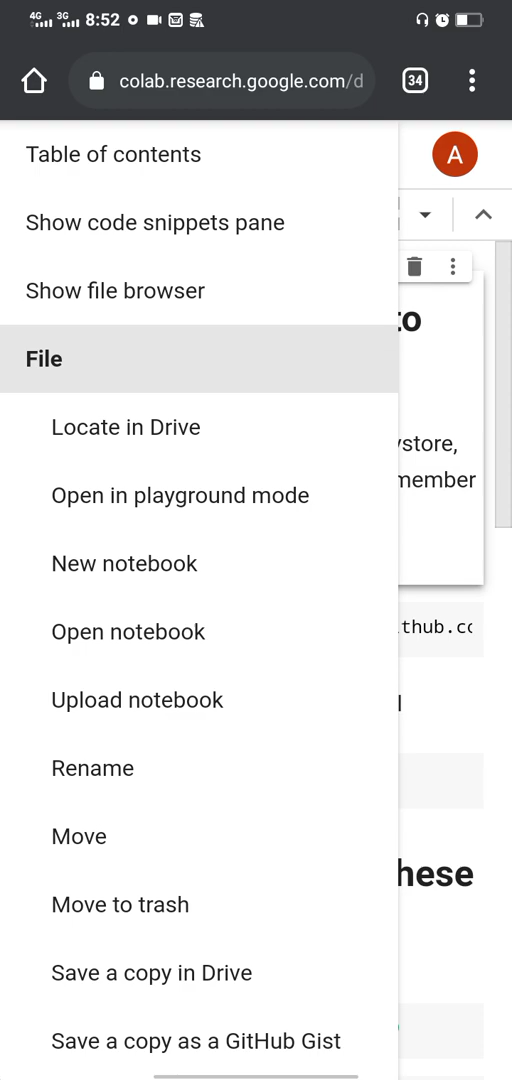 4G 3G 8:52
colab.research.google.com/d
34
Table of contents
A
Show code snippets pane
Show file browser
to
File
Locate in Drive
ystore,
member
Open in playground mode
New notebook
Open notebook
thub.cc
Upload notebook
Rename
Move
hese
Move to trash
Save a copy in Drive
Save a copy as a GitHub Gist